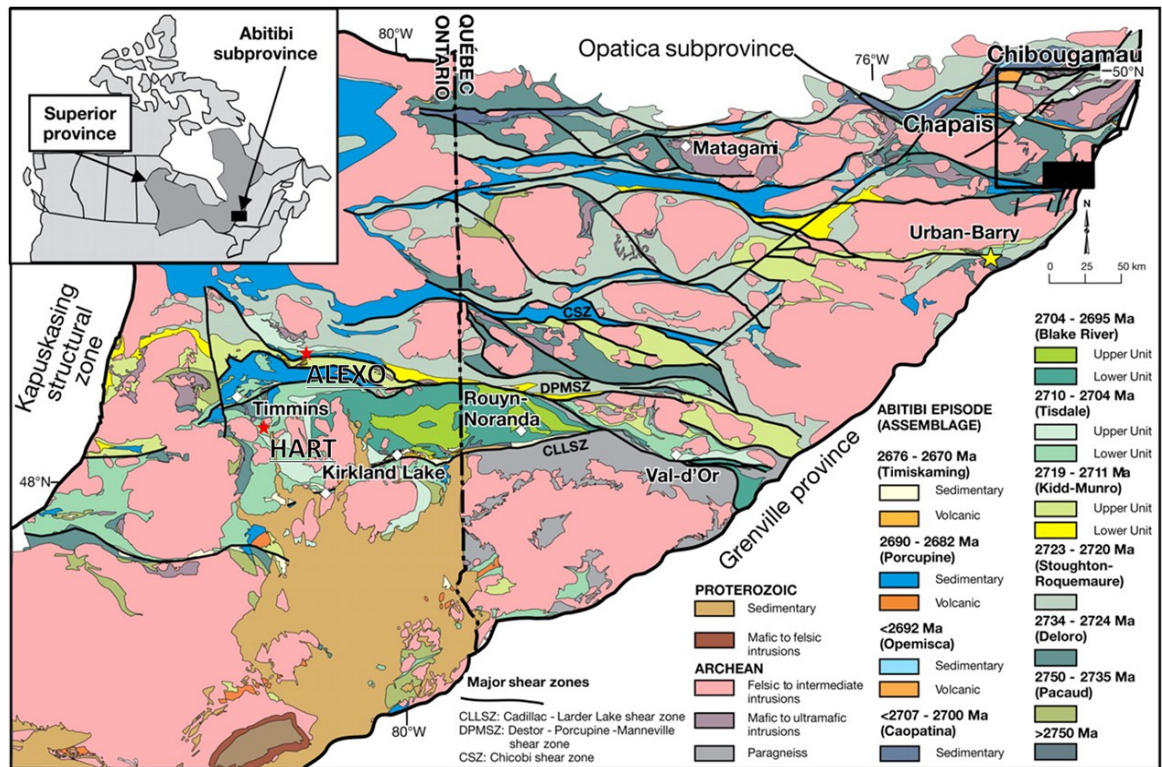 Abitibi
subprovince
Superior
province
80°W
QUÉBEC
ONTARIO
Opatica subprovince
76°W
Chibougamau
50°N
Chapais
Matagami
Urban-Barry
N
0 25 50 km
Kapuskasing
structural
zone
CSZ
ALEXO
DPMSZ
Timmins
Rouyn-
Noranda
HART
CLLSZ
Kirkland Lake
Val-d'Or
48°N
Grenville province
80°W
Major shear zones
CLLSZ: Cadillac - Larder Lake shear zone
DPMSZ: Destor - Porcupine -Manneville
shear zone
CSZ: Chicobi shear zone
PROTEROZOIC
Sedimentary
Mafic to felsic
intrusions
ARCHEAN
Felsic to intermediate
intrusions
Mafic to ultramafic
intrusions
Paragneiss
ABITIBI EPISODE
(ASSEMBLAGE)
2676 - 2670 Ma
(Timiskaming)
Sedimentary
Volcanic
2690 - 2682 Ma
(Porcupine)
Sedimentary
Volcanic
<2692 Ma
(Opemisca)
Sedimentary
Volcanic
<2707 - 2700 Ma
(Caopatina)
Sedimentary
2704 - 2695 Ma
(Blake River)
Upper Unit
Lower Unit
2710 - 2704 Ma
(Tisdale)
Upper Unit
Lower Unit
2719 - 2711 Ma
(Kidd-Munro)
Upper Unit
Lower Unit
2723 - 2720 Ma
(Stoughton-
Roquemaure)
2734 - 2724 Ma
(Deloro)
2750 - 2735 Ma
(Pacaud)
>2750 Ma